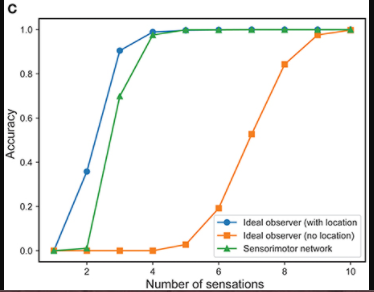 C
1.0
0.8
0.6
0.4
0.2
0.0
Accuracy
Ideal observer (with location
Ideal observer (no location)
Sensorimotor network
2 4 6 8 10
Number of sensations